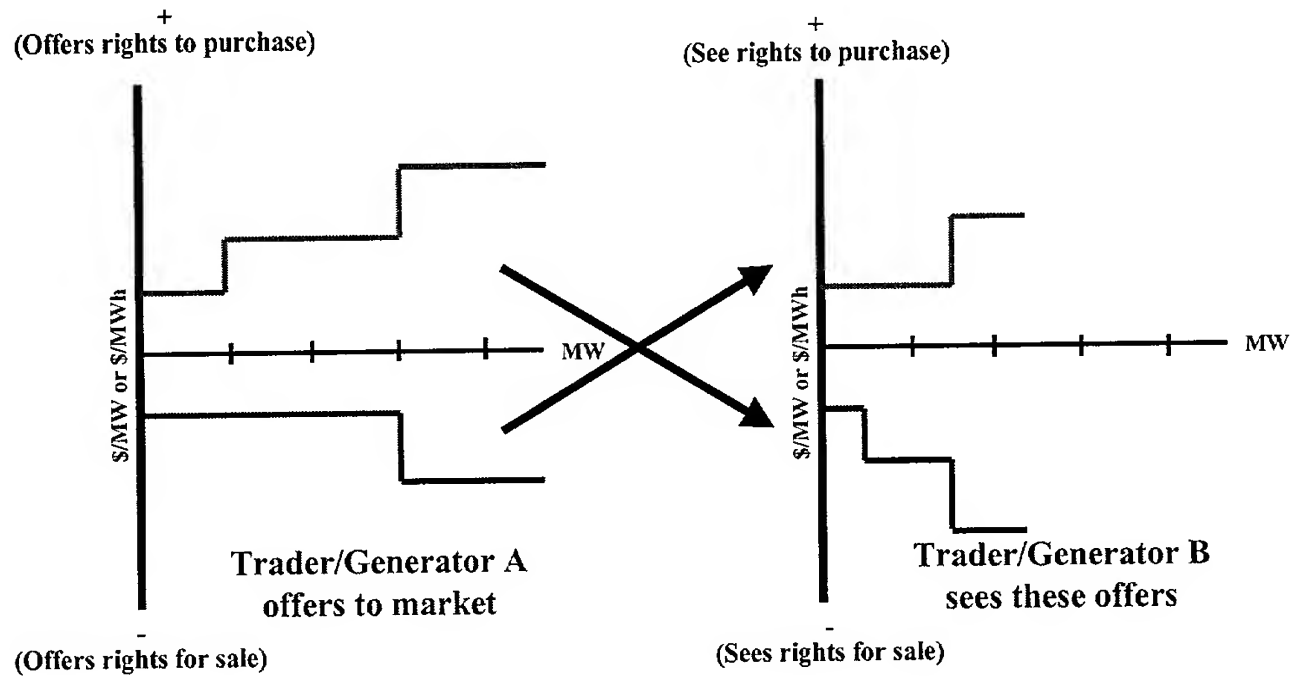 +
(Offers rights to purchase)
$/MW or $/MWh
MW
Trader/Generator A
offers to market
-
(Offers rights for sale)
+
(See rights to purchase)
$/MW or $/MWh
MW
Trader/Generator B
sees these offers
-
(Sees rights for sale)